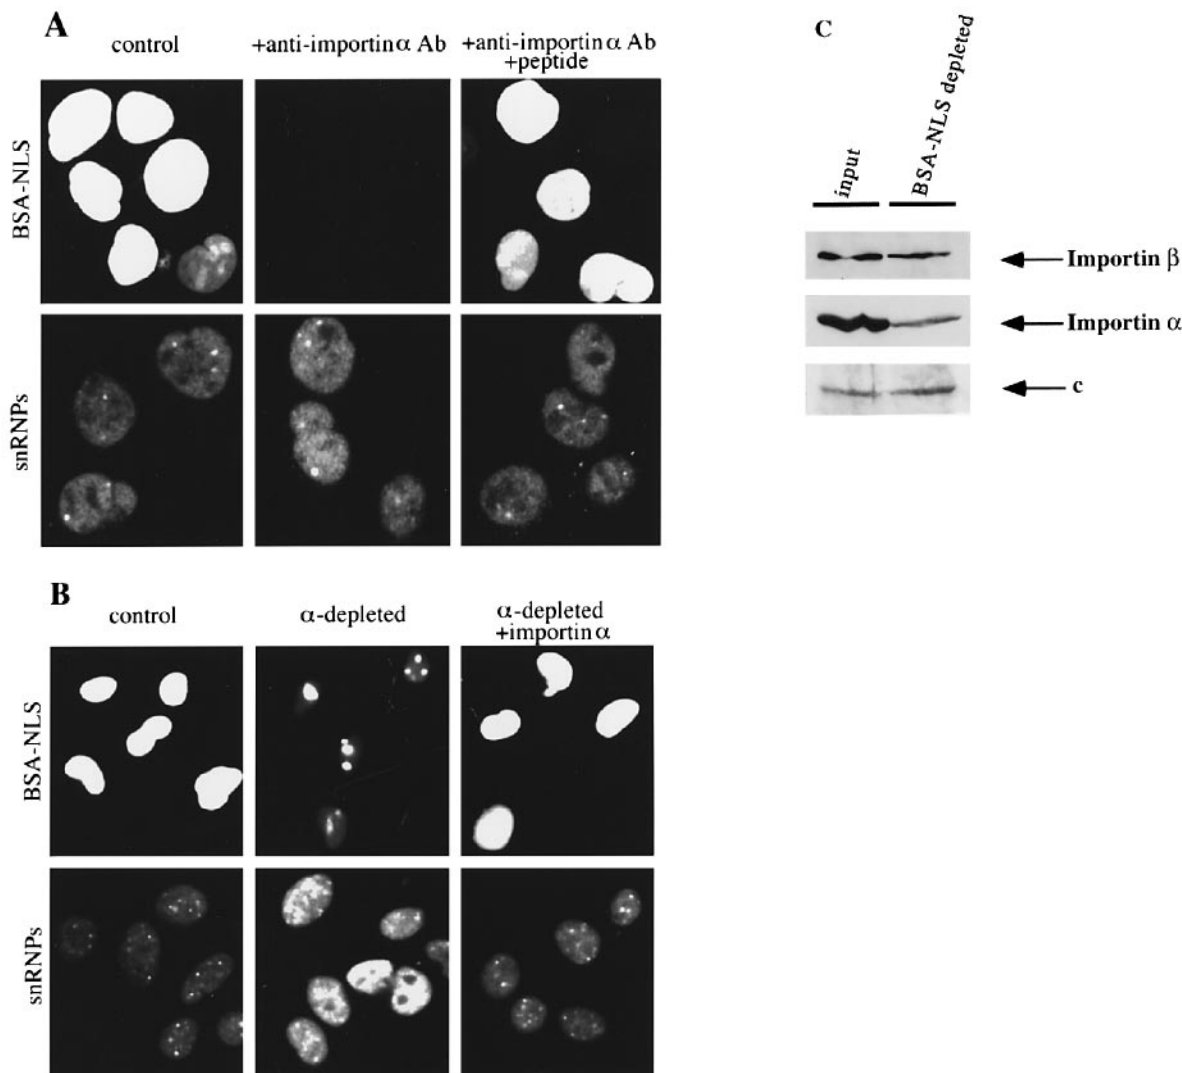 A
control
+anti-importin α Ab
+anti-importin α Ab
+peptide
BSA-NLS
snRNPs
B
control
α-depleted
α-depleted
+importin α
BSA-NLS
snRNPs
C
input
BSA-NLS depleted
Importin β
Importin α
c